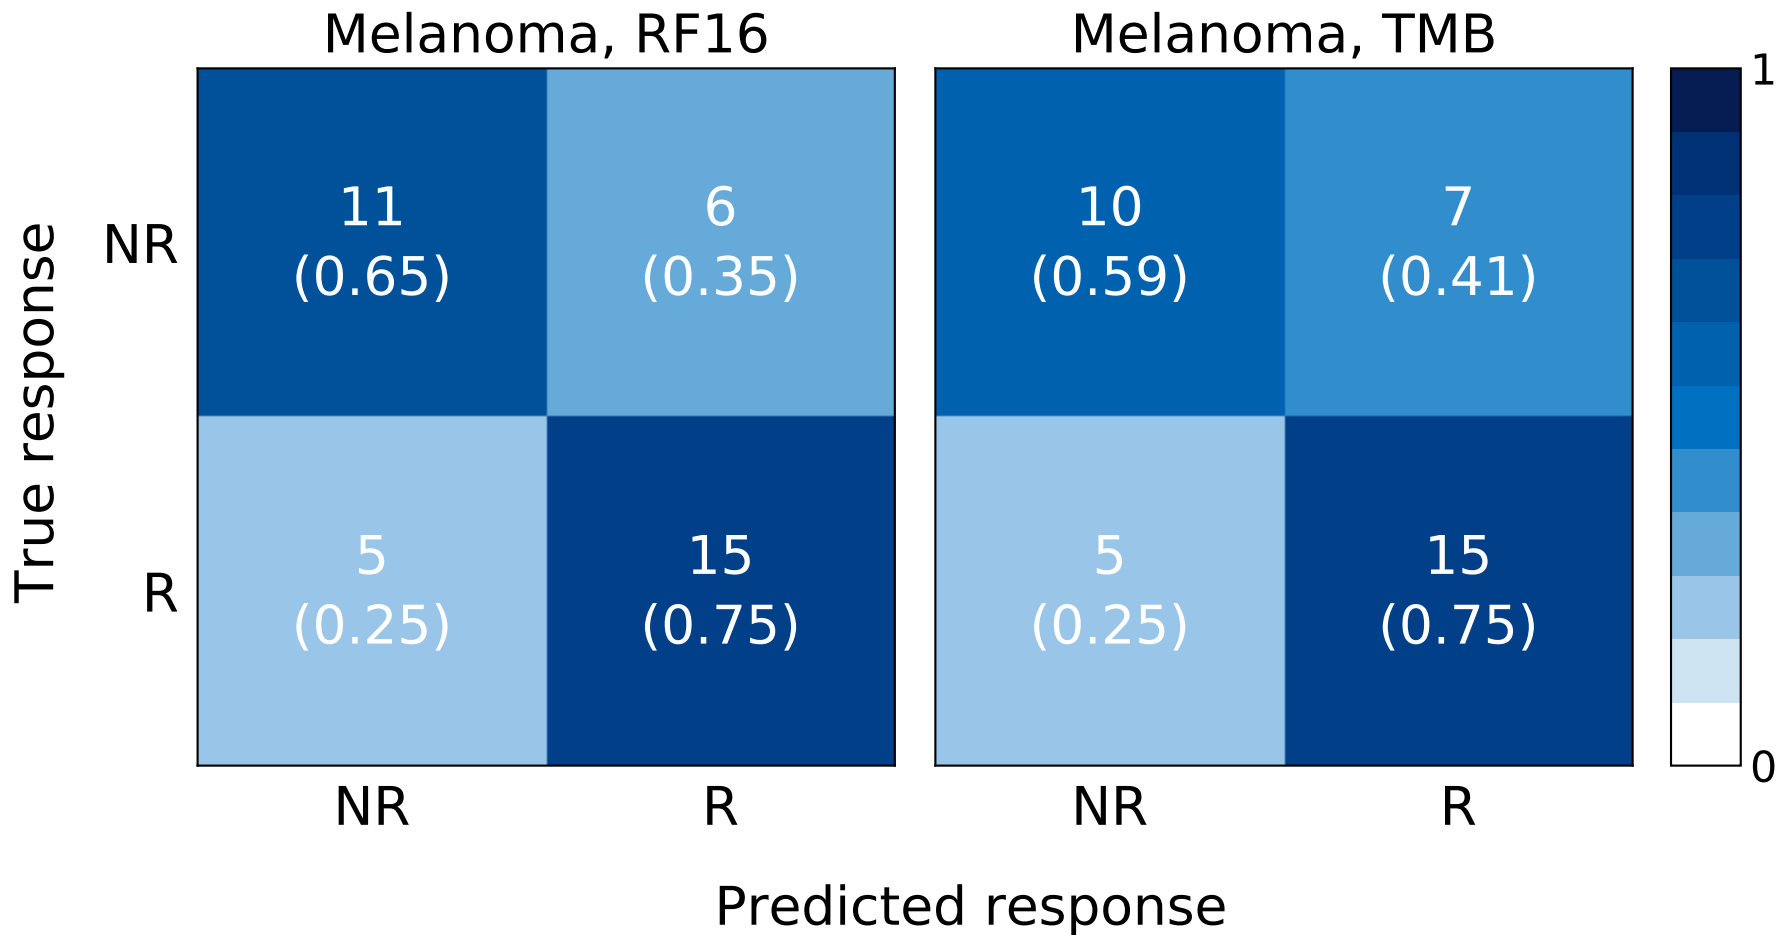 Melanoma, RF16
Melanoma, TMB
1
True response
NR
11
(0.65)
6
(0.35)
10
(0.59)
7
(0.41)
R
5
(0.25)
15
(0.75)
5
(0.25)
15
(0.75)
0
NR
R
NR
R
Predicted response